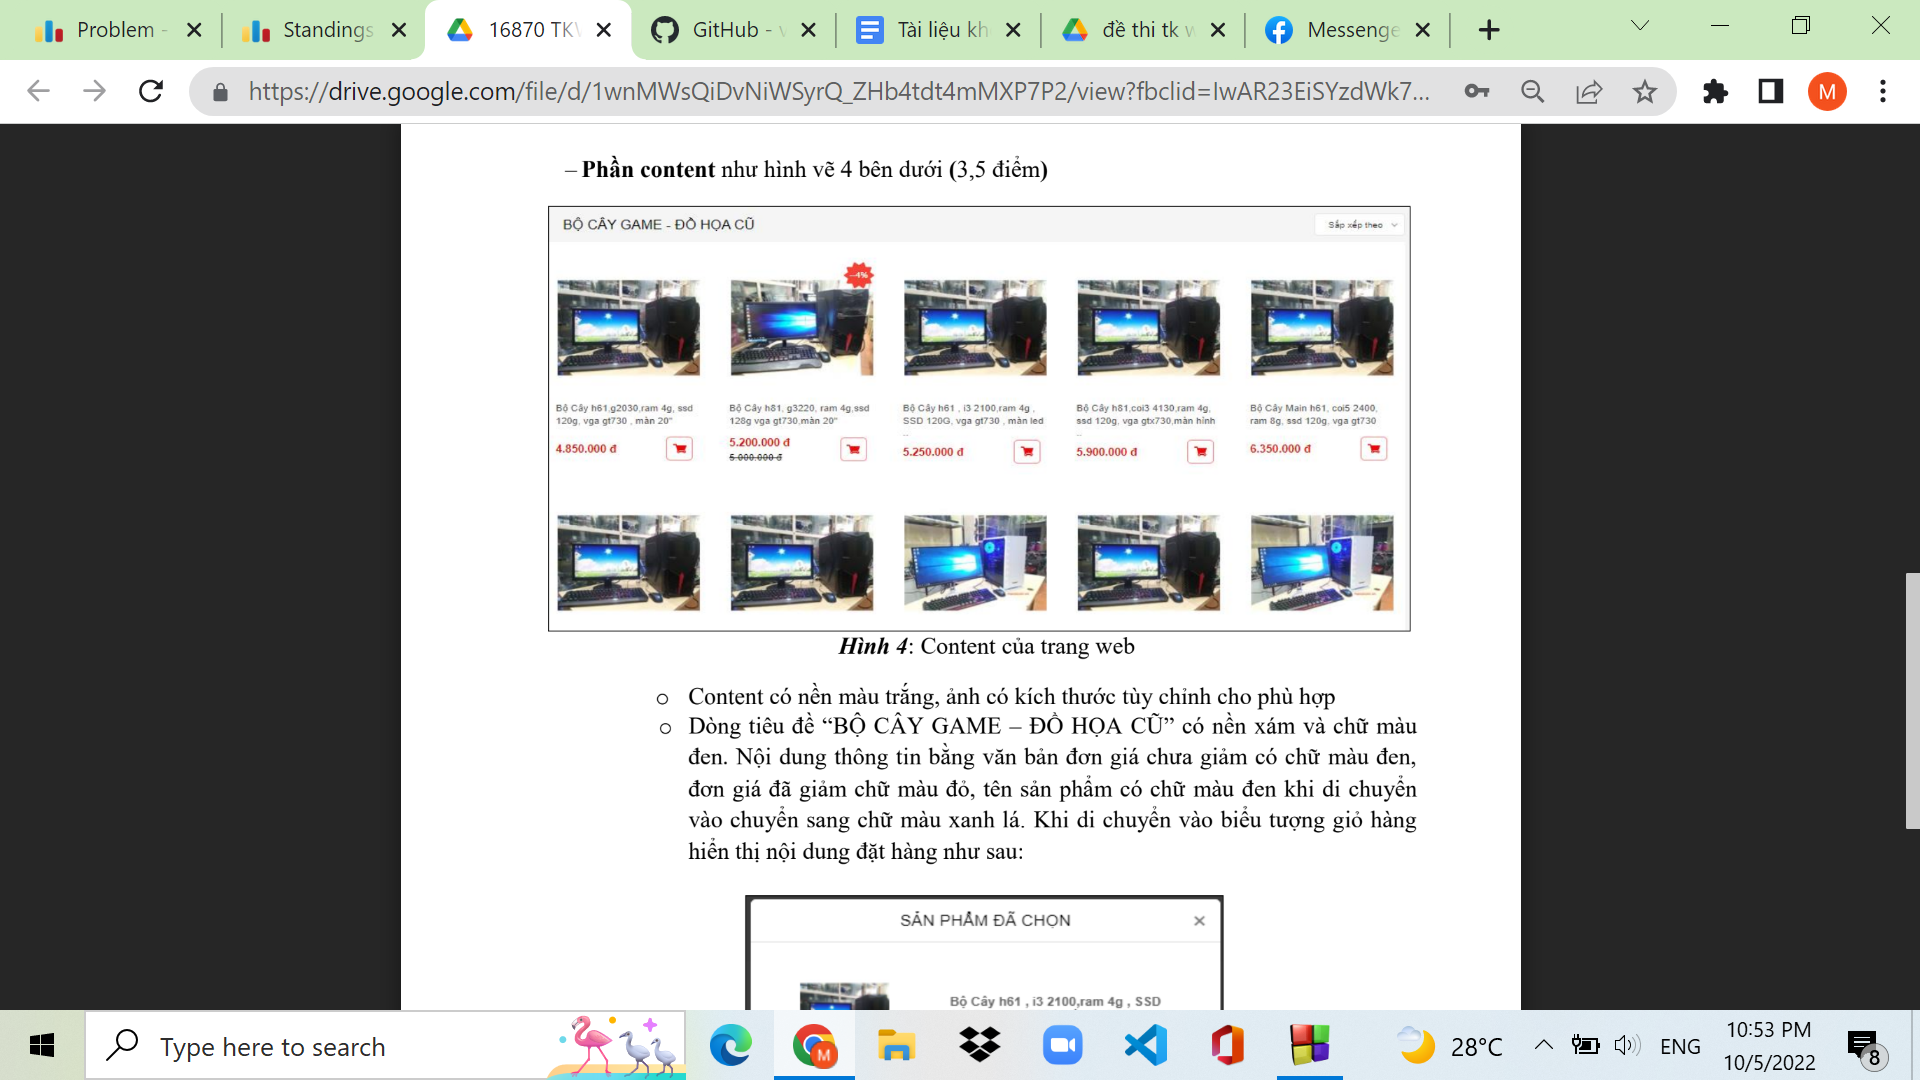 Problem -
Standings
16870 TKW
GitHub - v
Tài liệu kh
đề thi tk w
Messenge
https://drive.google.com/file/d/1wnMWsQiDvNiWSyrQ_ZHb4tdt4mMXP7P2/view?fbclid=IwAR23EiSYzdWk7...
M
– Phần content như hình vẽ 4 bên dưới (3,5 điểm)
BỘ CÂY GAME - ĐỒ HỌA CŨ
Sắp xếp theo
-4%
Bộ Cây h61,g2030,ram 4g, ssd
120g, vga gt730 , màn 20"
4.850.000 đ
Bộ Cây h81, g3220, ram 4g,ssd
128g vga gt730,màn 20"
5.200.000 đ
5.000.000 đ
Bộ Cây h61 , i3 2100,ram 4g ,
SSD 120G, vga gt730 , màn led
...
5.250.000 đ
Bộ Cây h81,coi3 4130,ram 4g,
ssd 120g, vga gtx730,màn hình
...
5.900.000 đ
Bộ Cây Main h61, coi5 2400,
ram 8g, ssd 120g, vga gt730
6.350.000 đ
Hình 4: Content của trang web
o Content có nền màu trắng, ảnh có kích thước tùy chỉnh cho phù hợp
o Dòng tiêu đề “BỘ CÂY GAME – ĐỒ HỌA CŨ” có nền xám và chữ màu
đen. Nội dung thông tin bằng văn bản đơn giá chưa giảm có chữ màu đen,
đơn giá đã giảm chữ màu đỏ, tên sản phẩm có chữ màu đen khi di chuyển
vào chuyển sang chữ màu xanh lá. Khi di chuyển vào biểu tượng giỏ hàng
hiển thị nội dung đặt hàng như sau:
SẢN PHẨM ĐÃ CHỌN
Bộ Cây h61 , i3 2100,ram 4g , SSD
Type here to search
M
28°C
ENG
10:53 PM
10/5/2022
8